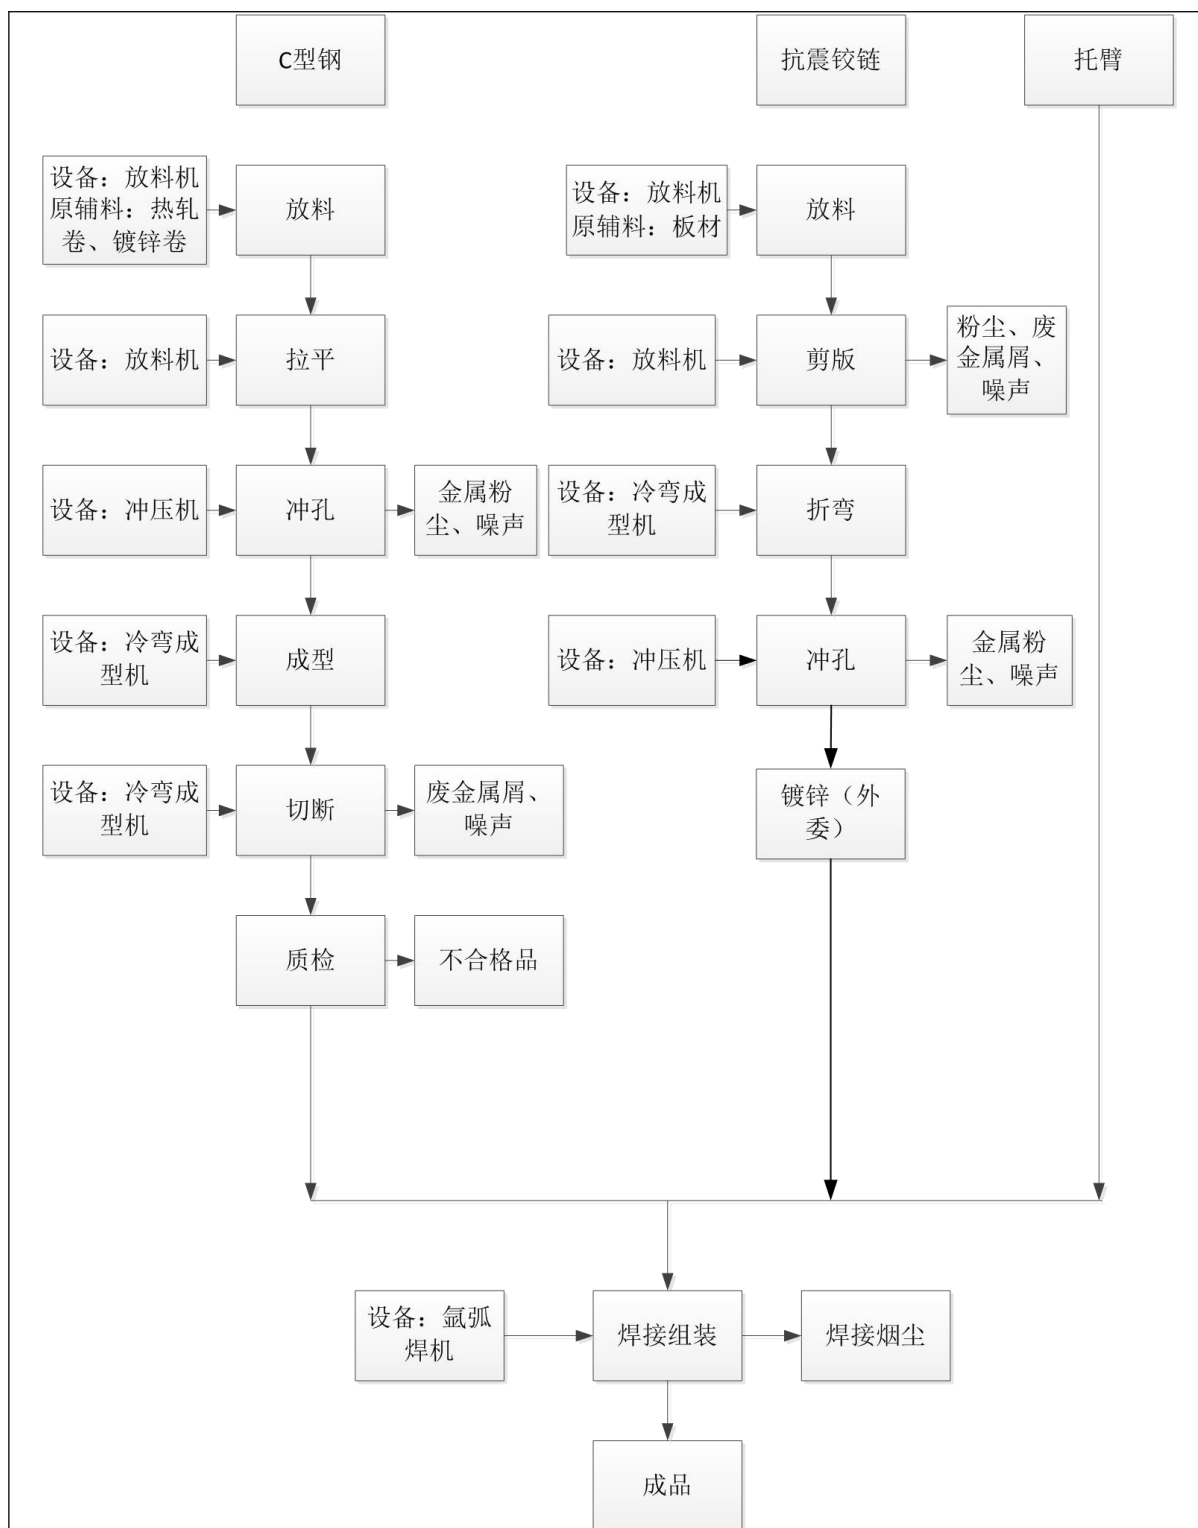 C型钢
抗震铰链
托臂
设备：放料机
原辅料：热轧
卷、镀锌卷
放料
设备：放料机
原辅料：板材
放料
设备：放料机
拉平
设备：放料机
剪版
粉尘、废
金属屑、
噪声
设备：冲压机
冲孔
金属粉
尘、噪声
设备：冷弯成
型机
折弯
设备：冷弯成
型机
成型
设备：冲压机
冲孔
金属粉
尘、噪声
设备：冷弯成
型机
切断
废金属屑、
噪声
镀锌（外
委）
质检
不合格品
设备：氩弧
焊机
焊接组装
焊接烟尘
成品